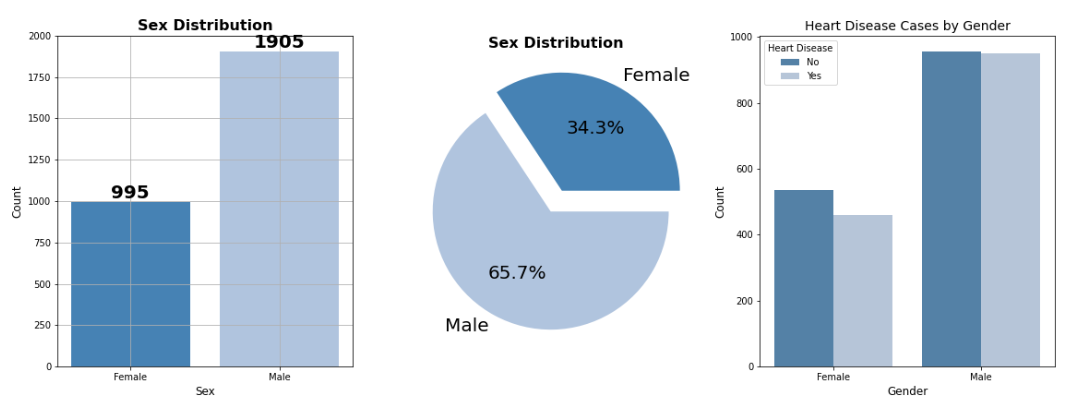 Sex Distribution
2000
1750
1500
1250
1000
750
500
250
0
Count
995
1905
Female
Male
Sex
Sex Distribution
Female
34.3%
65.7%
Male
Heart Disease Cases by Gender
1000
800
600
400
200
0
Count
Heart Disease
No
Yes
Female
Male
Gender